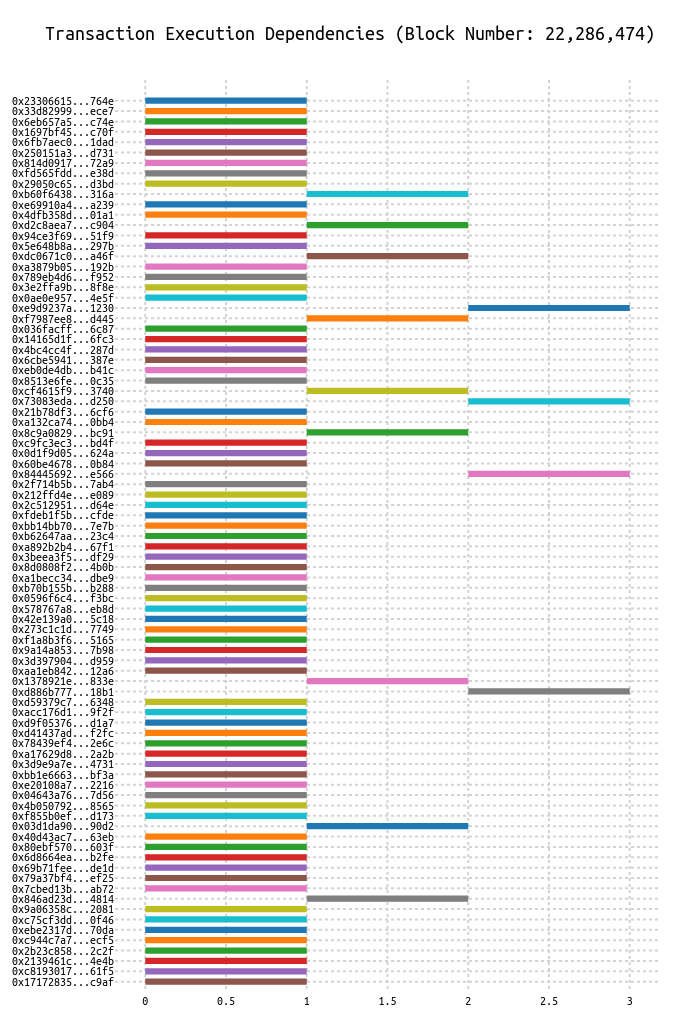 Transaction Execution Dependencies (Block Number: 22,286,474)
0x23306615...764e
0x33d82999...ece7
0x6eb657a5...c74e
0x1697bf45...c70f
0x6fb7aec0...1dad
0x250151a3...d731
0x814d0917...72a9
0xfd565fdd...e38d
0x29050c65...d3bd
0xb60f6438...316a
0xe69910a4...a239
0x4dfb358d...01a1
0xd2c8aea7...c904
0x94ce3f69...51f9
0x5e648b8a...297b
0xdc0671c0...a46f
0xa3879b05...192b
0x789eb4d6...f952
0x3e2ffa9b...8f8e
0x0ae0e957...4e5f
0xe9d9237a...1230
0xf7987ee8...d445
0x036facff...6c87
0x14165d1f...6fc3
0x4bc4cc4f...287d
0x6cbe5941...387e
0xeb0de4db...b41c
0x8513e6fe...0c35
0xcf4615f9...3740
0x73083eda...d250
0x21b78df3...6cf6
0xa132ca74...0bb4
0x8c9a0829...bc91
0xc9fc3ec3...bd4f
0x0d1f9d05...624a
0x60be4678...0b84
0x84445692...e566
0x2f714b5b...7ab4
0x212ffd4e...e089
0x2c512951...d64e
0xfdeb1f5b...cfde
0xbb14bb70...7e7b
0xb62647aa...23c4
0xa892b2b4...67f1
0x3beea3f5...df29
0x8d0808f2...4b0b
0xa1becc34...dbe9
0xb70b155b...b288
0x0596f6c4...f3bc
0x578767a8...eb8d
0x42e139a0...5c18
0x273c1c1d...7749
0xf1a8b3f6...5165
0x9a14a853...7b98
0x3d397904...d959
0xaa1eb842...12a6
0x1378921e...833e
0xd886b777...18b1
0xd59379c7...6348
0xacc176d1...9f2f
0xd9f05376...d1a7
0xd41437ad...f2fc
0x78439ef4...2e6c
0xa17629d8...2a2b
0x3d9e9a7e...4731
0xbb1e6663...bf3a
0xe20108a7...2216
0x04643a76...7d56
0x4b050792...8565
0xf855b0ef...d173
0x03d1da90...90d2
0x40d43ac7...63eb
0x80ebf570...603f
0x6d8664ea...b2fe
0x69b71fee...de1d
0x79a37bf4...ef25
0x7cbed13b...ab72
0x846ad23d...4814
0x9a06358c...2081
0xc75cf3dd...0f46
0xebe2317d...70da
0xc944c7a7...ecf5
0x2b23c858...2c2f
0x2139461c...4e4b
0xc8193017...61f5
0x17172835...c9af
0 0.5 1 1.5 2 2.5 3